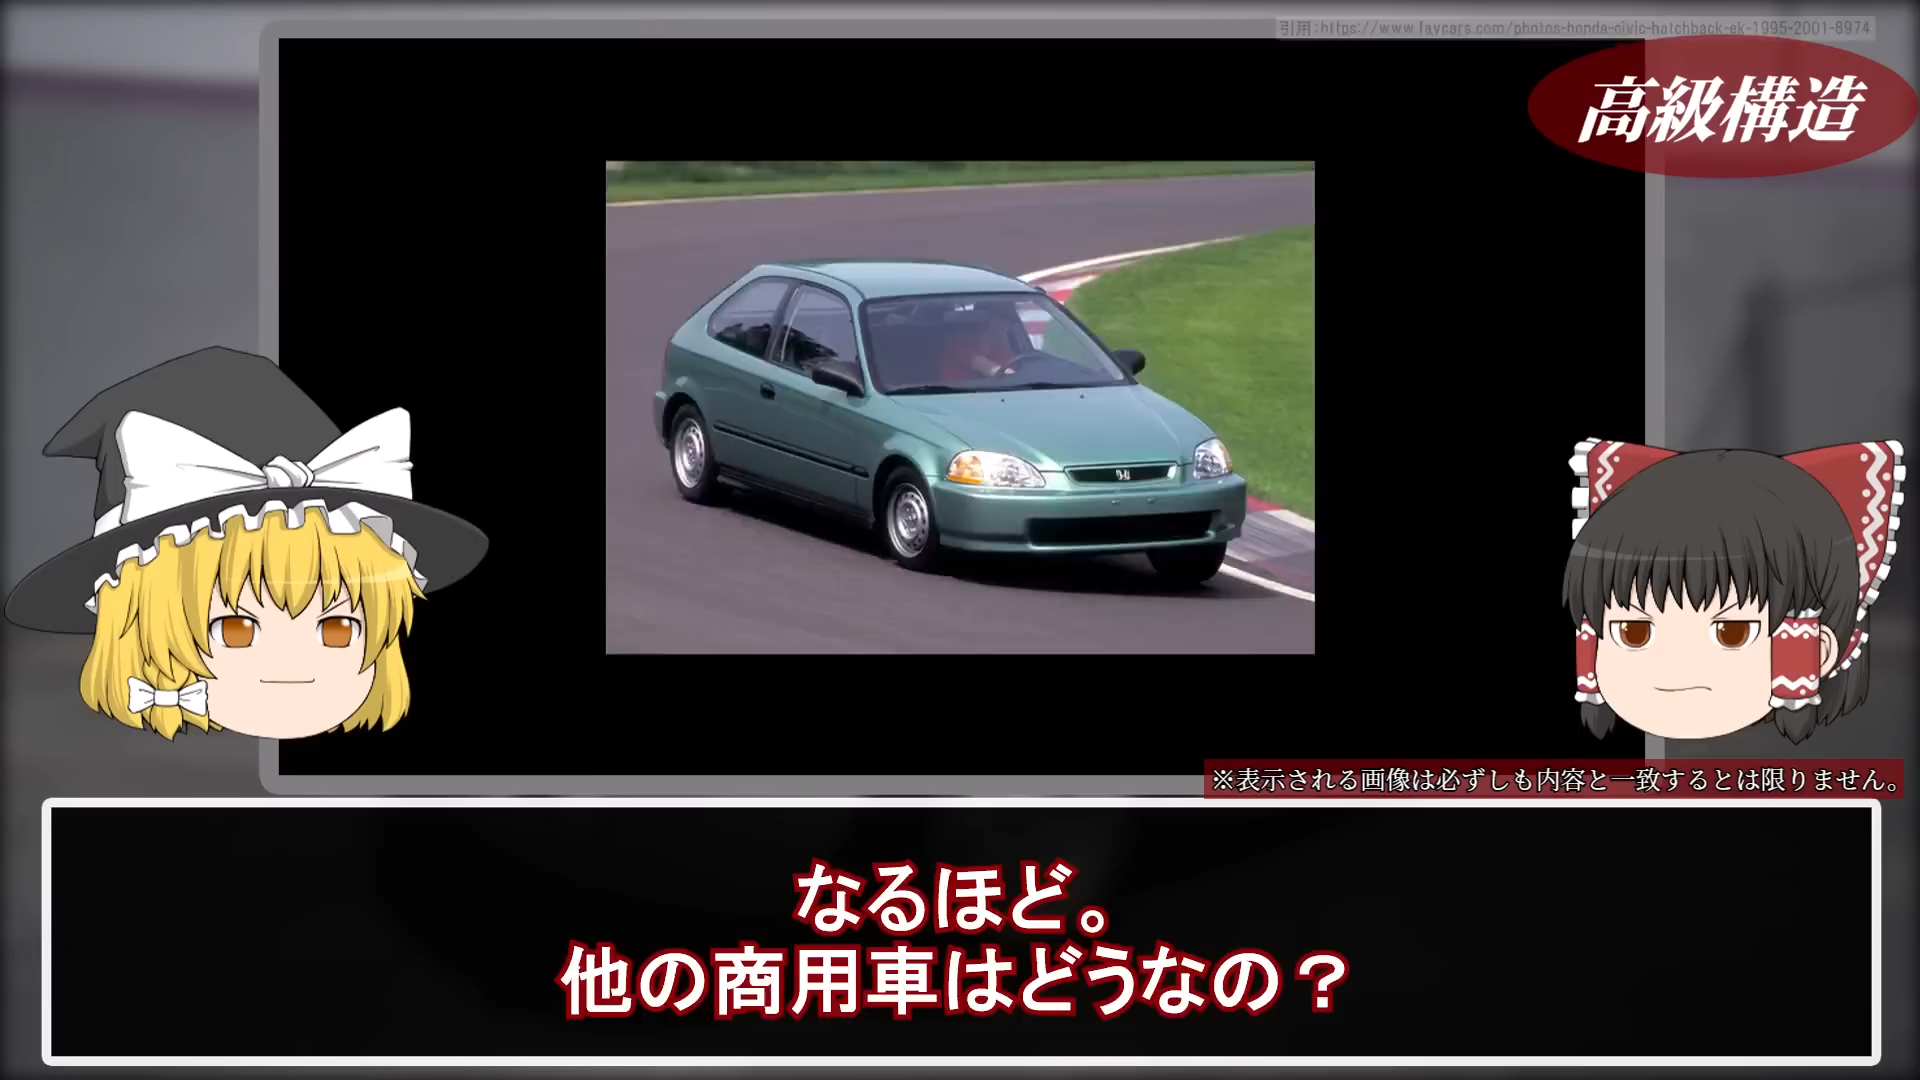 引用:https://www.favcars.com/photos-honda-civic-hatchback-ek-1995-2001-8974
高級構造
※表示される画像は必ずしも内容と一致するとは限りません。
なるほど。
他の商用車はどうなの？